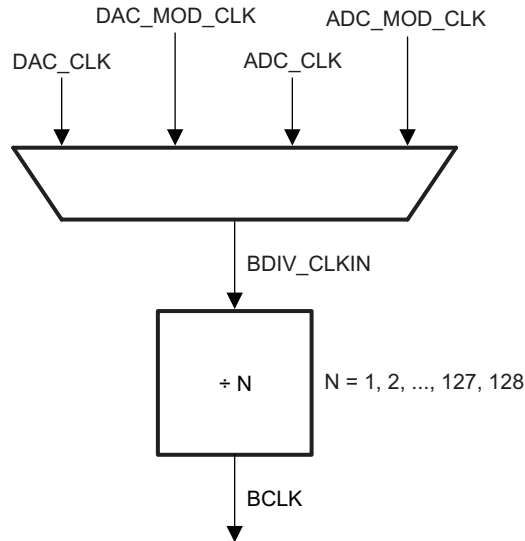 DAC_MOD_CLK
ADC_MOD_CLK
DAC_CLK
ADC_CLK
BDIV_CLKIN
÷ N
N = 1, 2, ..., 127, 128
BCLK